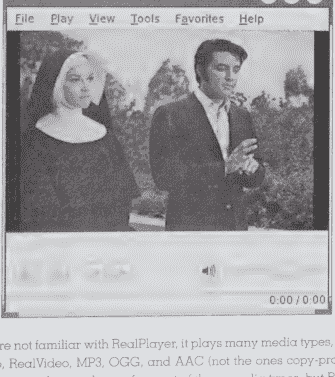 File Play View Tools Favorites Help
0:00 / 0:00
re not familiar with RealPlayer, it plays many media types,
, RealVideo, MP3, OGG, and AAC (not the ones copy-pro